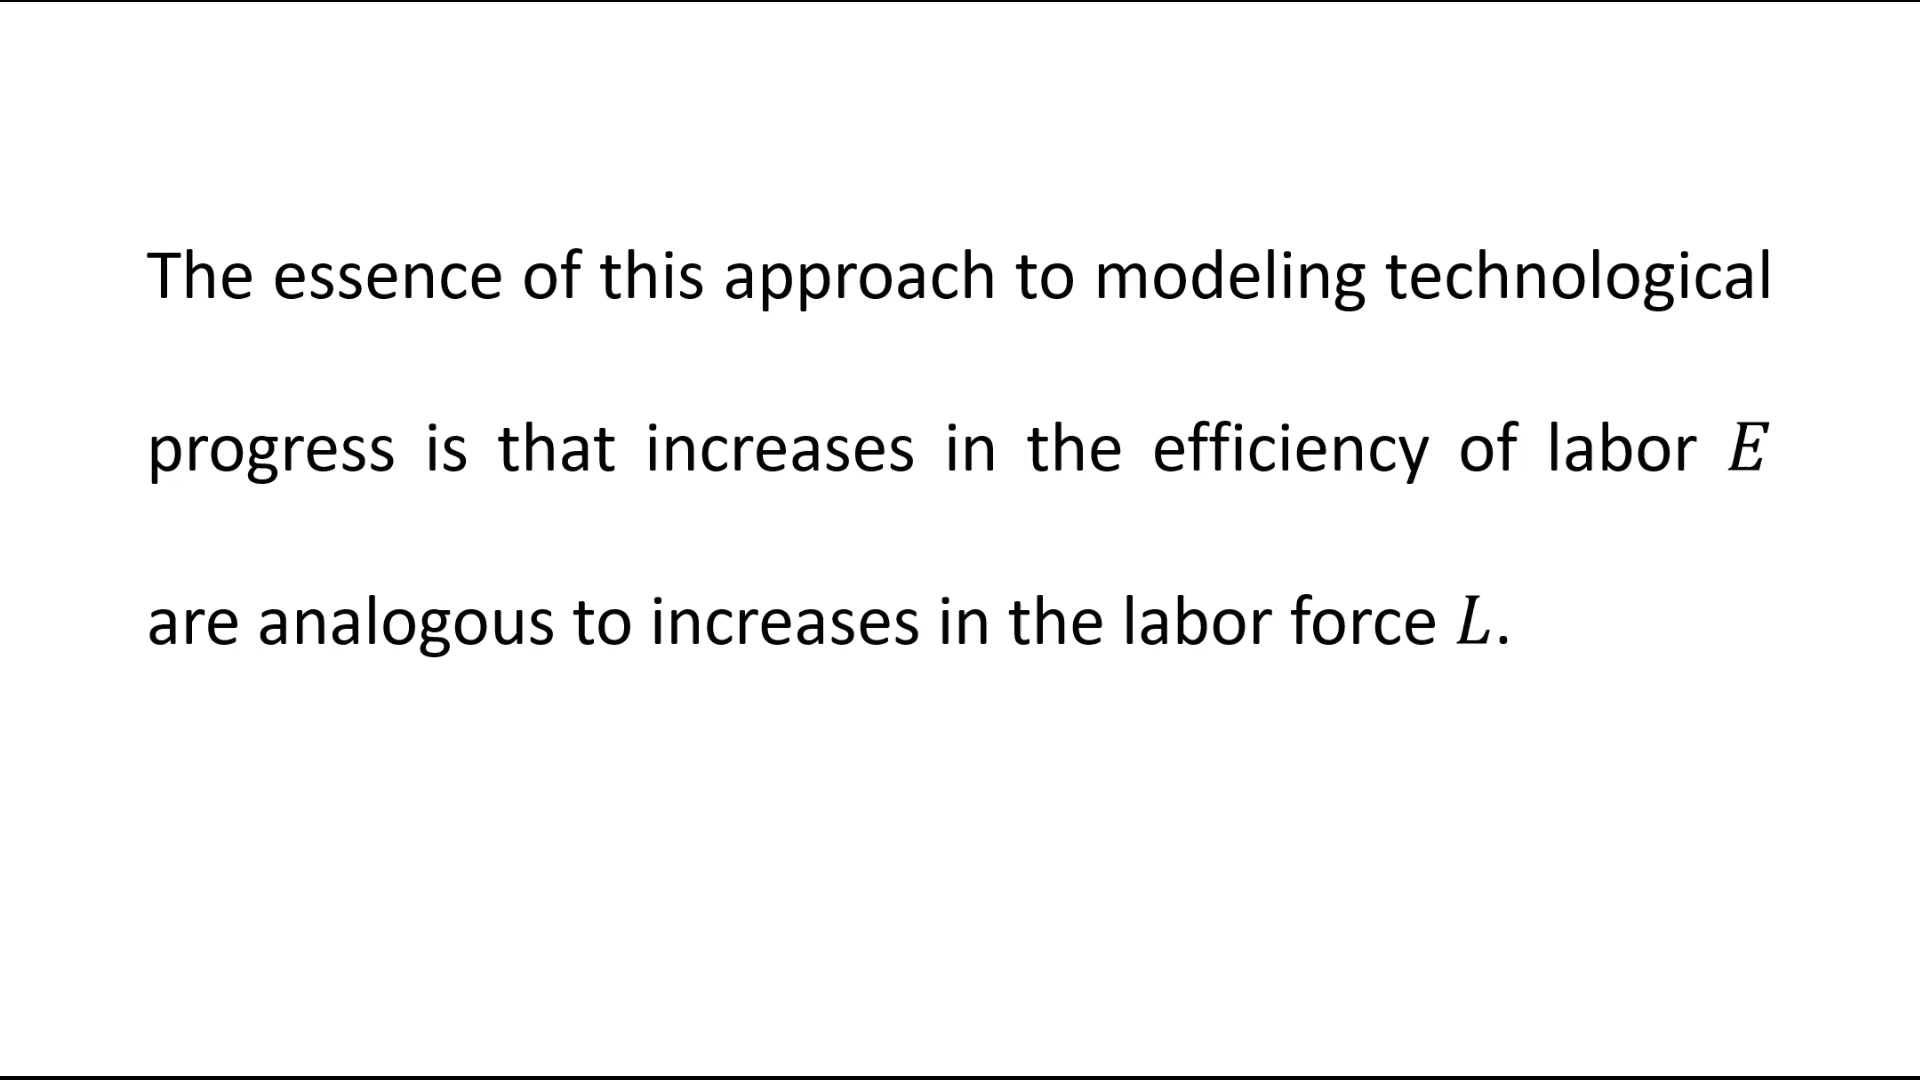 The essence of this approach to modeling technological
progress is that increases in the efficiency of labor E
are analogous to increases in the labor force L.